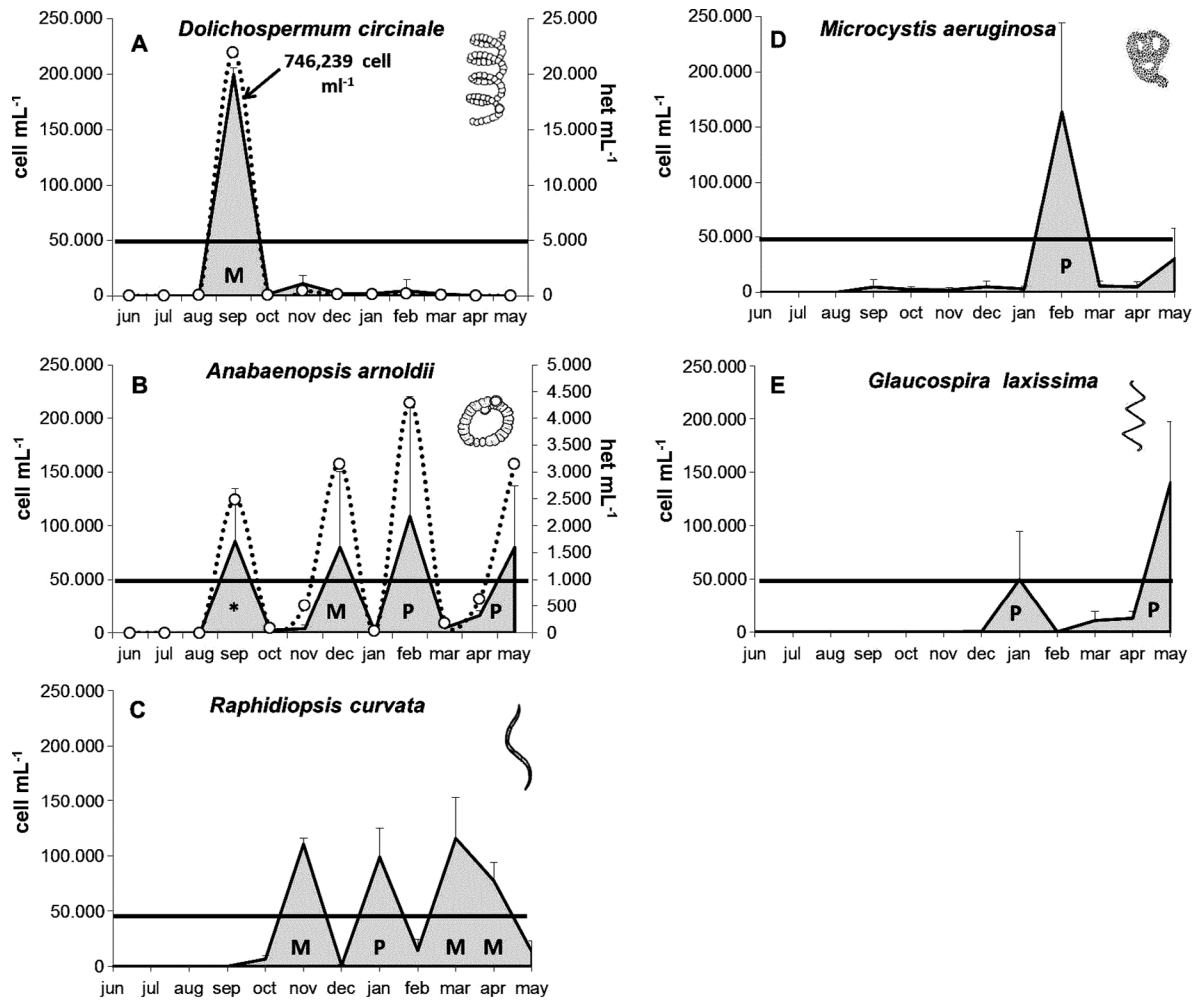 A
Dolichospermum circinale
746,239 cell
ml-1
M
250.000
200.000
150.000
100.000
50.000
0
cell mL-1
25.000
20.000
15.000
10.000
5.000
0
het mL-1
jun jul aug sep oct nov dec jan feb mar apr may
D
Microcystis aeruginosa
P
250.000
200.000
150.000
100.000
50.000
0
cell mL-1
jun jul aug sep oct nov dec jan feb mar apr may
B
Anabaenopsis arnoldii
* M P P
250.000
200.000
150.000
100.000
50.000
0
cell mL-1
5.000
4.500
4.000
3.500
3.000
2.500
2.000
1.500
1.000
500
0
het mL-1
jun jul aug sep oct nov dec jan feb mar apr may
E
Glaucospira laxissima
P P
250.000
200.000
150.000
100.000
50.000
0
cell mL-1
jun jul aug sep oct nov dec jan feb mar apr may
C
Raphidiopsis curvata
M P M M
250.000
200.000
150.000
100.000
50.000
0
cell mL-1
jun jul aug sep oct nov dec jan feb mar apr may